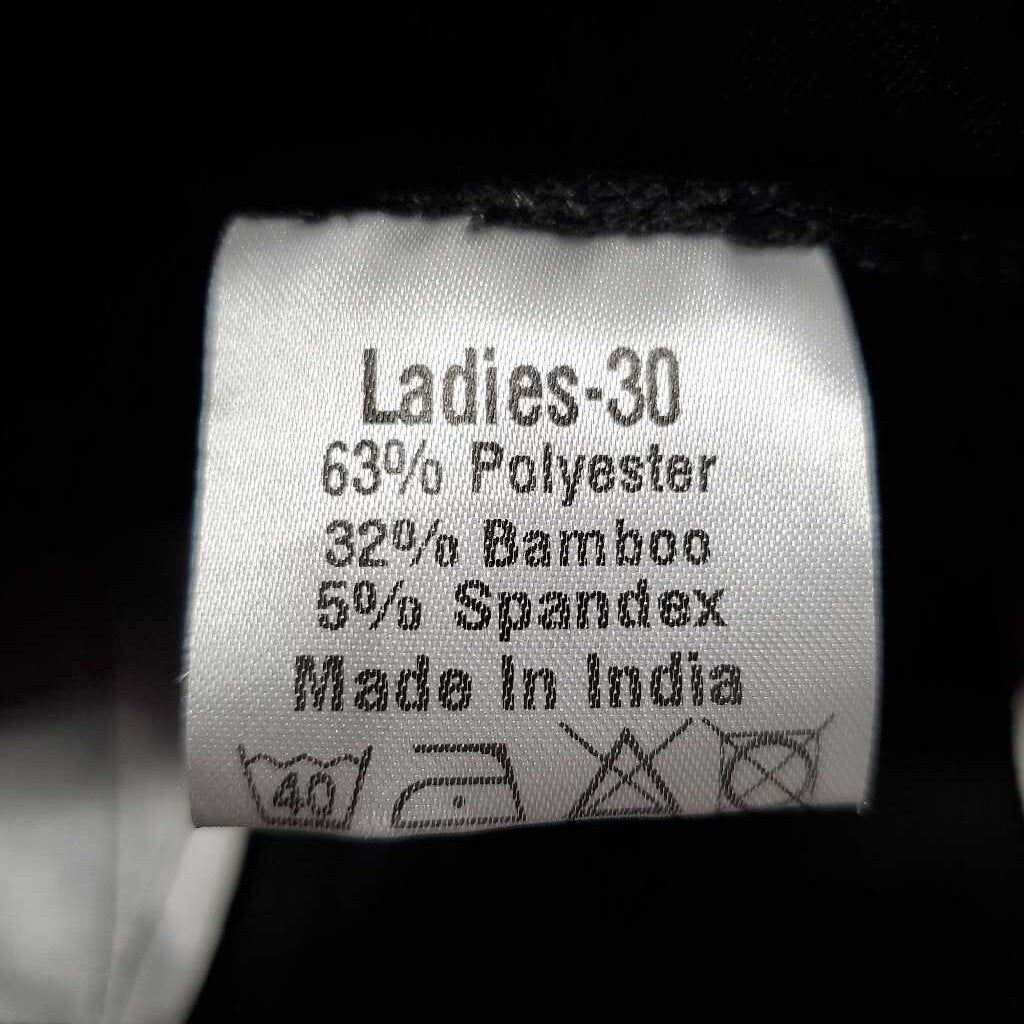 Ladies-30
63% Polyester
32% Bamboo
5% Spandex
Made In India
40